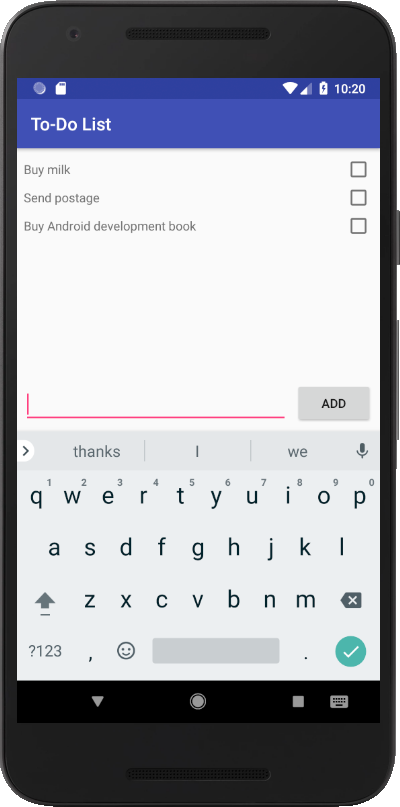 10:20
To-Do List
Buy milk
Send postage
Buy Android development book
ADD
thanks I we
1 2 3 4 5 6 7 8 9 0
q w e r t y u i o p
a s d f g h j k l
z x c v b n m
?123 , .